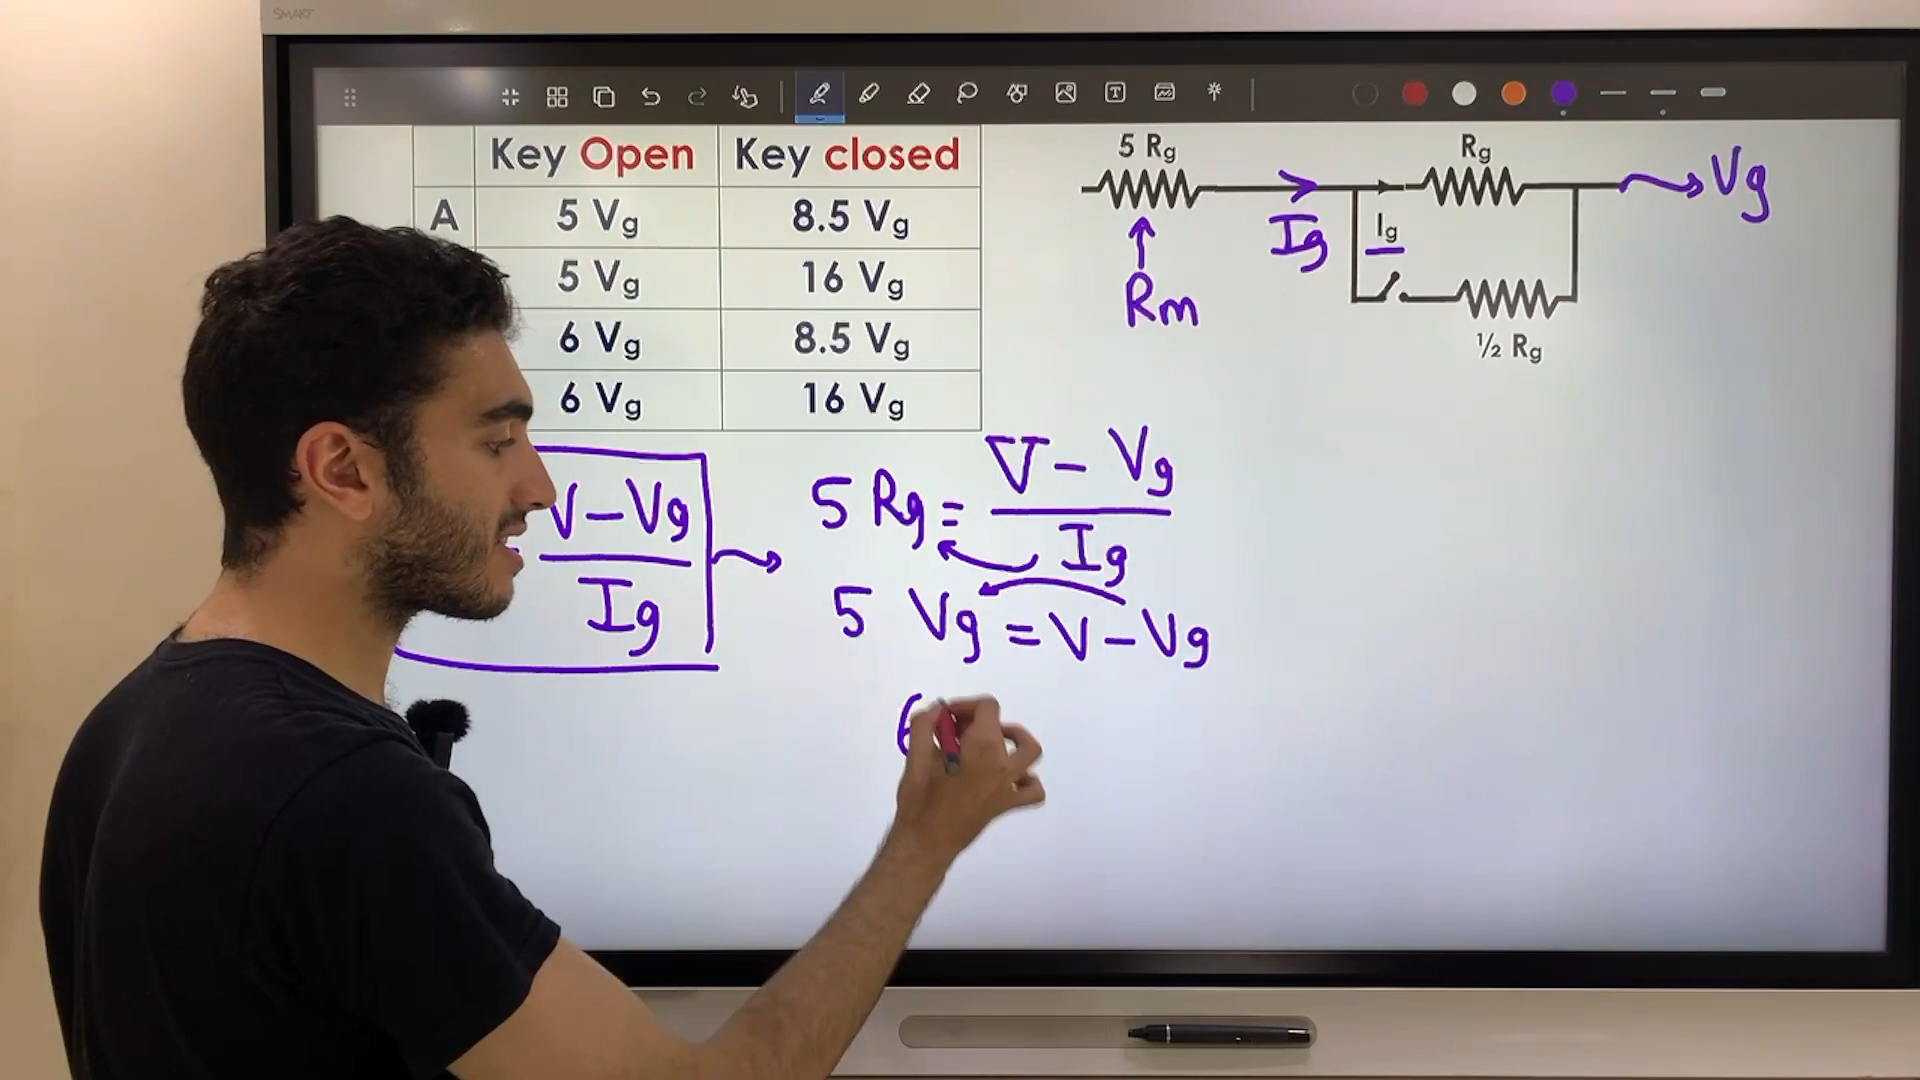 SMART
Key Open Key closed
A 5 Vg 8.5 Vg
5 Vg 16 Vg
6 Vg 8.5 Vg
6 Vg 16 Vg
5 Rg
Rg
Vg
Ig
Ig
Rm
½ Rg
V-Vg
Ig
5 Rg = V - Vg
Ig
5 Vg = V - Vg
6